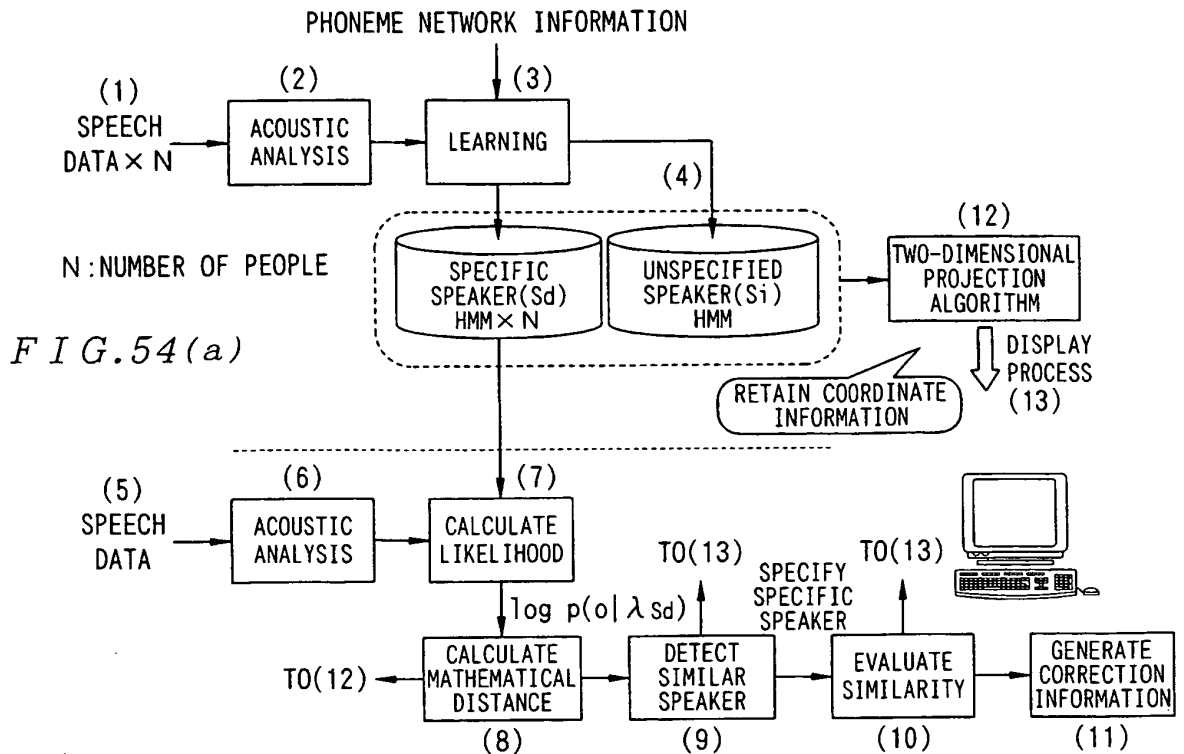 PHONEME NETWORK INFORMATION
(1)
SPEECH
DATA × N
(2)
ACOUSTIC
ANALYSIS
(3)
LEARNING
(4)
N:NUMBER OF PEOPLE
SPECIFIC
SPEAKER(Sd)
HMM × N
UNSPECIFIED
SPEAKER(Si)
HMM
(12)
TWO-DIMENSIONAL
PROJECTION
ALGORITHM
FIG.54(a)
DISPLAY
PROCESS
(13)
RETAIN COORDINATE
INFORMATION
(5)
SPEECH
DATA
(6)
ACOUSTIC
ANALYSIS
(7)
CALCULATE
LIKELIHOOD
log p(o|λSd)
TO(12)
CALCULATE
MATHEMATICAL
DISTANCE
(8)
TO(13)
DETECT
SIMILAR
SPEAKER
(9)
SPECIFY
SPECIFIC
SPEAKER
TO(13)
EVALUATE
SIMILARITY
(10)
GENERATE
CORRECTION
INFORMATION
(11)